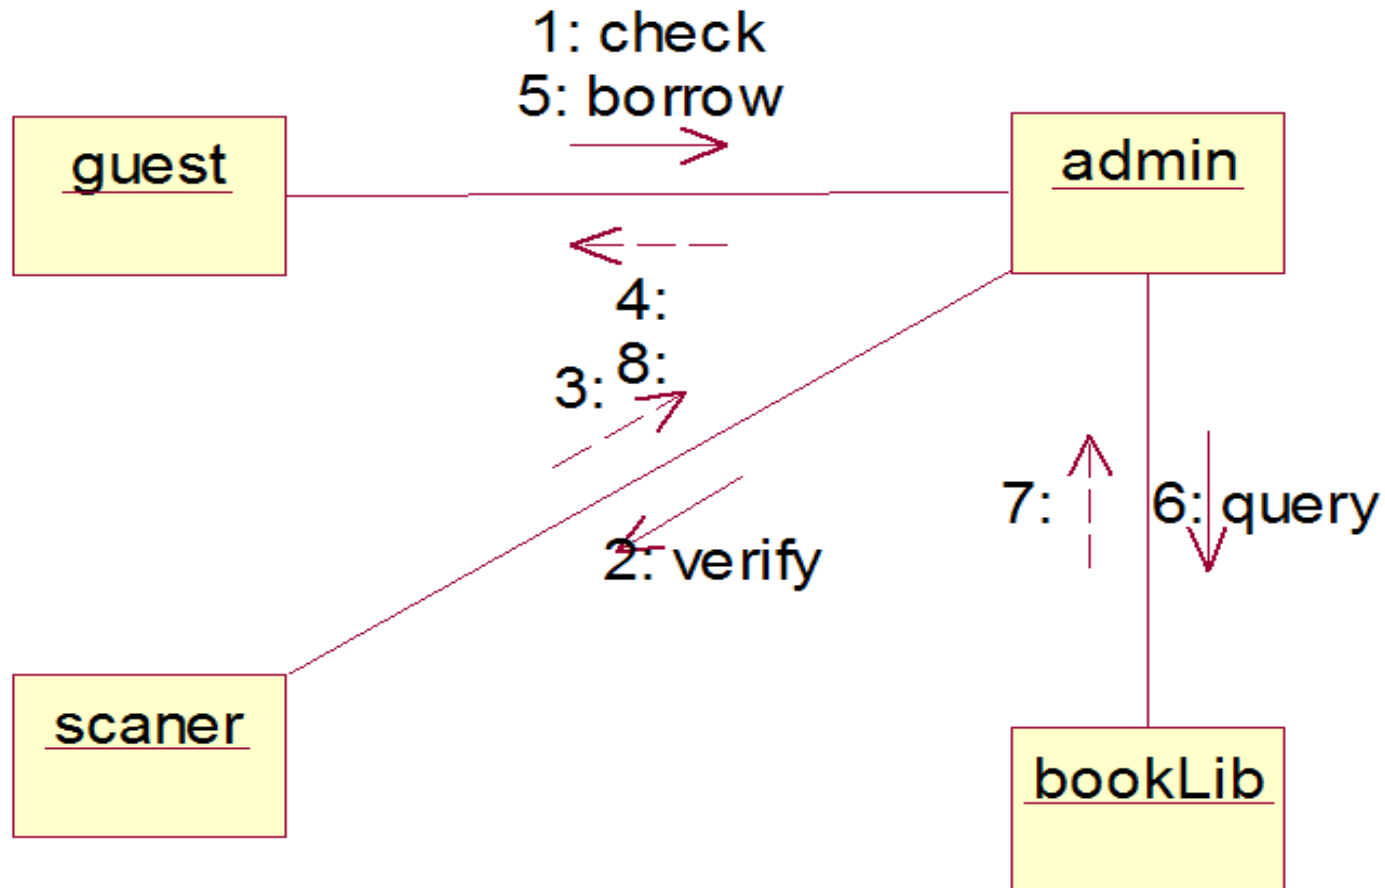 1: check
5: borrow
guest
admin
4:
8:
3:
7:
6: query
2: verify
scaner
bookLib